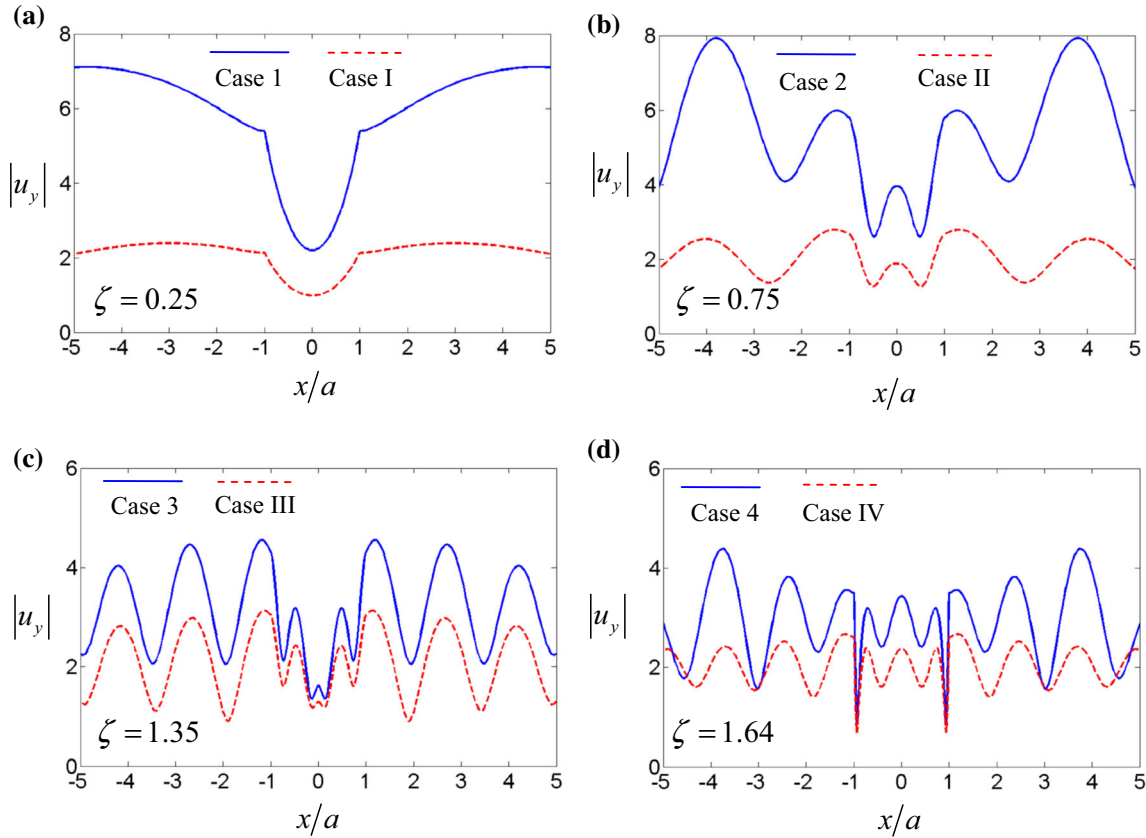 (a)
8
6
4
2
0
|u_y|
Case 1 Case I
ζ = 0.25
-5 -4 -3 -2 -1 0 1 2 3 4 5
x/a
(b)
8
6
4
2
0
|u_y|
Case 2 Case II
ζ = 0.75
-5 -4 -3 -2 -1 0 1 2 3 4 5
x/a
(c)
6
4
2
0
|u_y|
Case 3 Case III
ζ = 1.35
-5 -4 -3 -2 -1 0 1 2 3 4 5
x/a
(d)
6
4
2
0
|u_y|
Case 4 Case IV
ζ = 1.64
-5 -4 -3 -2 -1 0 1 2 3 4 5
x/a